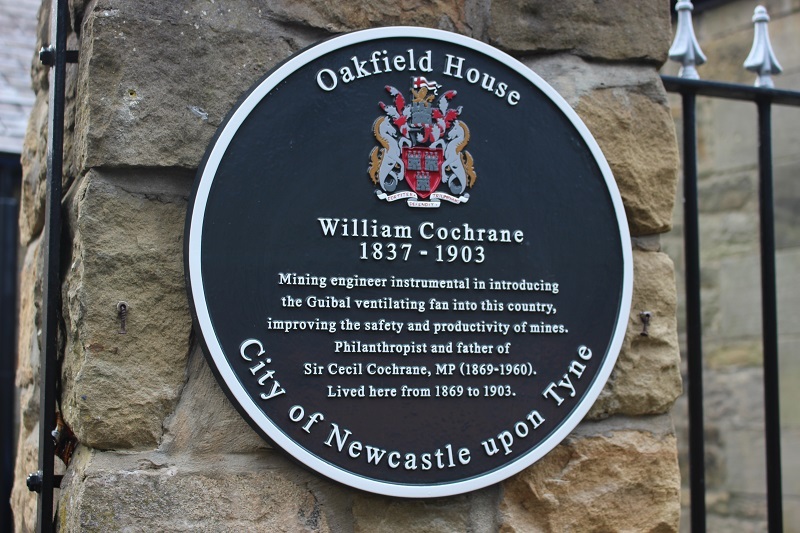 Oakfield House
William Cochrane
1837 - 1903
Mining engineer instrumental in introducing
the Guibal ventilating fan into this country,
improving the safety and productivity of mines.
Philanthropist and father of
Sir Cecil Cochrane, MP (1869-1960).
Lived here from 1869 to 1903.
City of Newcastle upon Tyne